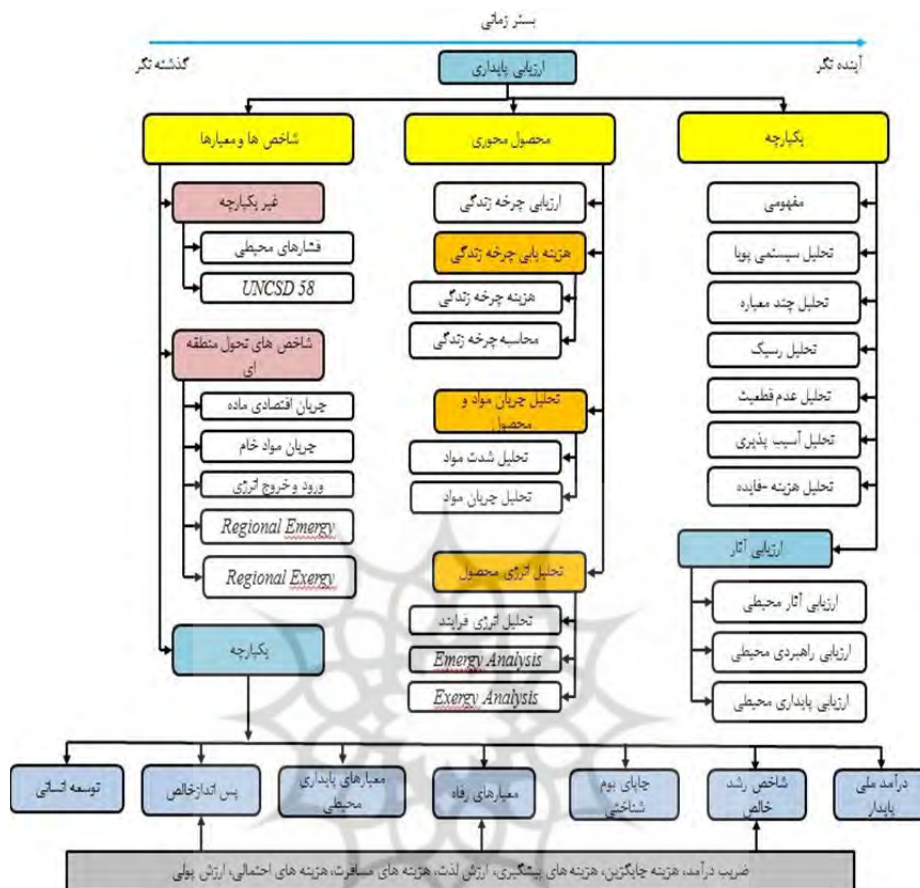 بستر زمانی
آینده نگر
گذشته نگر
ارزیابی پایداری
یکپارچه
مفهومی
تحلیل سیستمی پویا
تحلیل چند معیاره
تحلیل رسیک
تحلیل عدم قطعیت
تحلیل آسیب پذیری
تحلیل هزینه -فایده
ارزیابی آثار
ارزیابی آثار محیطی
ارزیابی راهبردی محیطی
ارزیابی پایداری محیطی
محصول محوری
ارزیابی چرخه زندگی
هزینه یابی چرخه زندگی
هزینه چرخه زندگی
محاسبه چرخه زندگی
تحلیل جریان مواد و
محصول
تحلیل شدت مواد
تحلیل جریان مواد
تحلیل انرژی محصول
تحلیل انرژی فرایند
Emergy Analysis
Exergy Analysis
شاخص ها و معیارها
غیر یکپارچه
فشارهای محیطی
UNCSD 58
شاخص های تحول منطقه
ای
جریان اقتصادی ماده
جریان مواد خام
ورود و خروج انرژی
Regional Emergy
Regional Exergy
یکپارچه
درآمد ملی
پایدار
شاخص رشد
خالص
جاپای بوم
شناختی
معیارهای رفاه
معیارهای پایداری
محیطی
پس اندازخالص
توسعه انسانی
ضریب درآمد، هزینه جایگزین، هزینه های پیشگیری، ارزش لذت، هزینه های مسافرت، هزینه های احتمالی، ارزش پولی